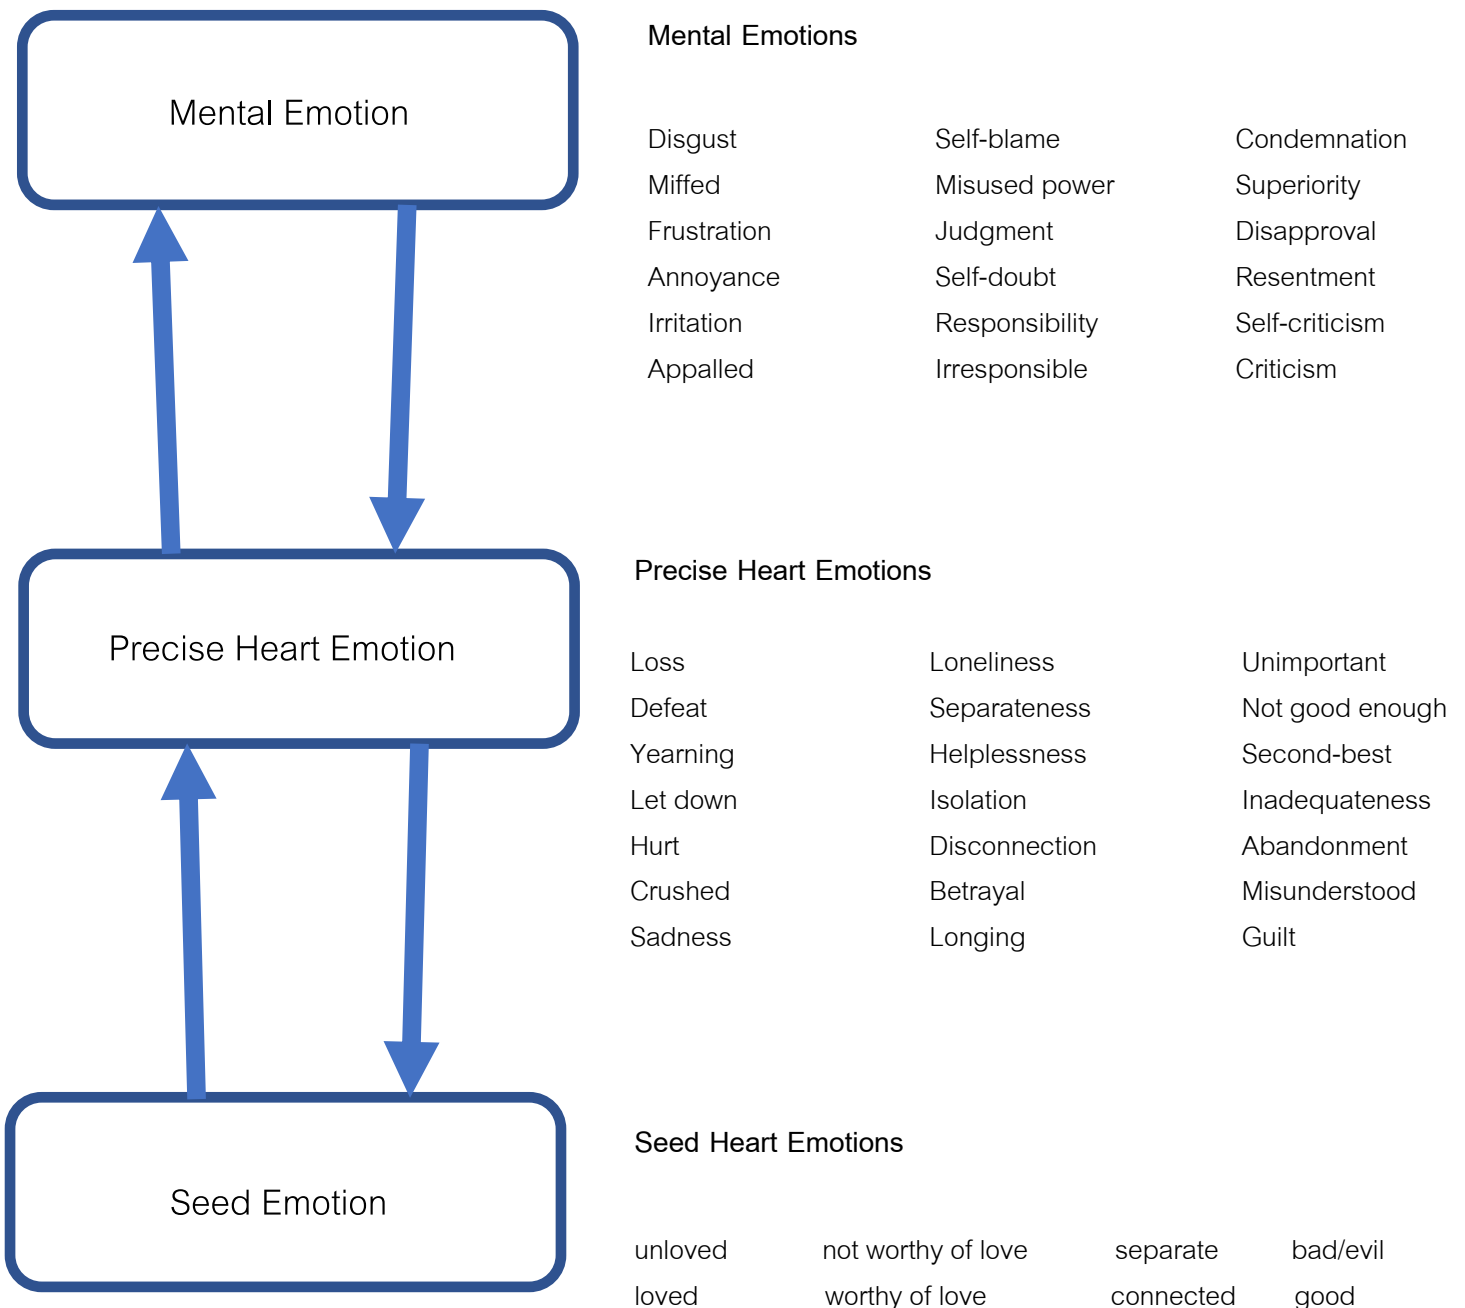 Mental Emotion
Mental Emotions
Disgust Self-blame Condemnation
Miffed Misused power Superiority
Frustration Judgment Disapproval
Annoyance Self-doubt Resentment
Irritation Responsibility Self-criticism
Appalled Irresponsible Criticism
Precise Heart Emotion
Precise Heart Emotions
Loss Loneliness Unimportant
Defeat Separateness Not good enough
Yearning Helplessness Second-best
Let down Isolation Inadequateness
Hurt Disconnection Abandonment
Crushed Betrayal Misunderstood
Sadness Longing Guilt
Seed Emotion
Seed Heart Emotions
unloved not worthy of love separate bad/evil
loved worthy of love connected good